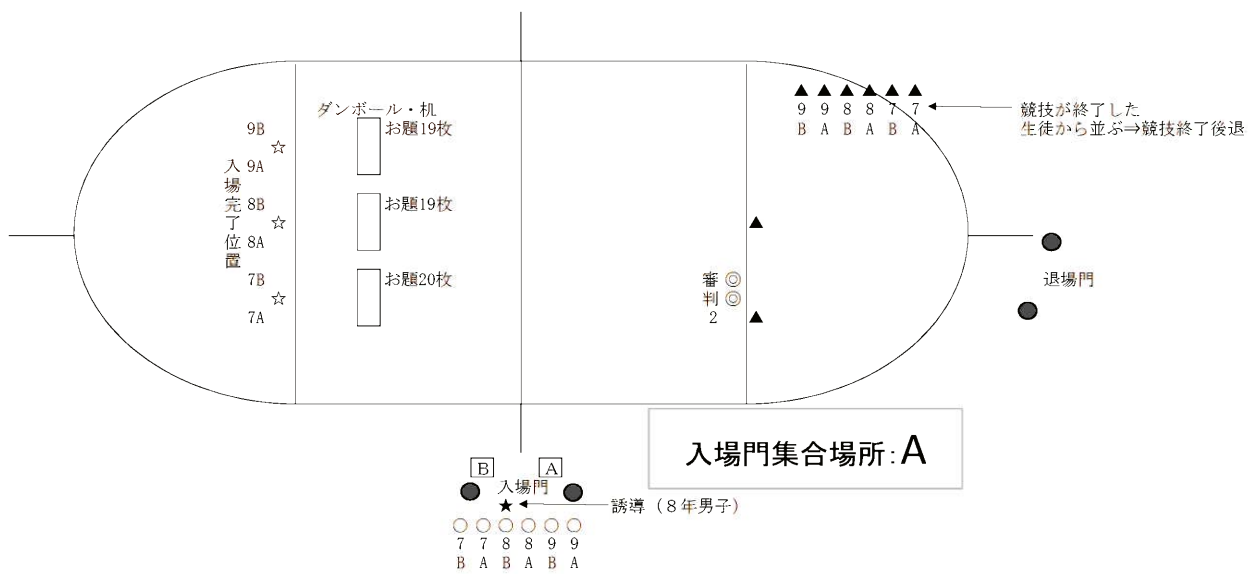 ダンボール・机
9B
お題19枚
☆
9A
入場完了位置
8B
お題19枚
☆
8A
7B
お題20枚
☆
7A
▲▲▲▲▲▲
9 9 8 8 7 7
B A B A B A
競技が終了した
生徒から並ぶ⇒競技終了後退
▲
審判2
◎
◎
▲
退場門
入場門集合場所:A
B
A
入場門
★
誘導（８年男子）
○○○○○○
7 7 8 8 9 9
B A B A B A